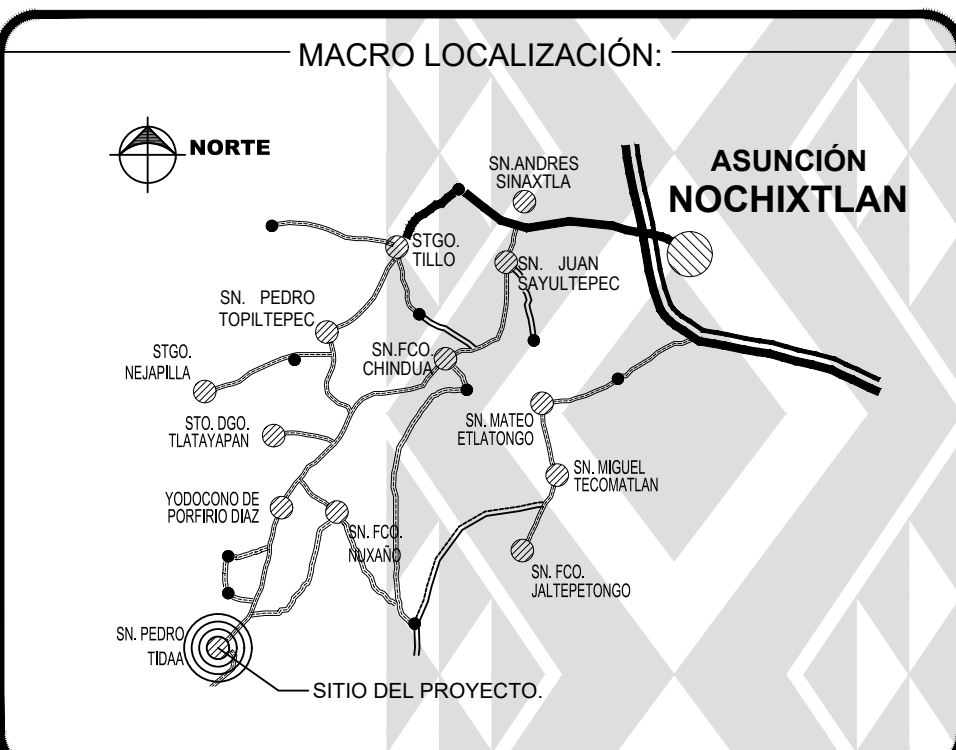 MACRO LOCALIZACIÓN:
NORTE
ASUNCIÓN
NOCHIXTLAN
SN.ANDRES
SINAXTLA
STGO.
TILLO
SN. JUAN
SAYULTEPEC
SN. PEDRO
TOPILTEPEC
STGO.
NEJAPILLA
SN.FCO.
CHINDUA
STO. DGO.
TLATAYAPAN
SN. MATEO
ETLATONGO
SN. MIGUEL
TECOMATLAN
YODOCONO DE
PORFIRIO DIAZ
SN. FCO.
NUXAÑO
SN. FCO.
JALTEPETONGO
SN. PEDRO
TIDAA
SITIO DEL PROYECTO.